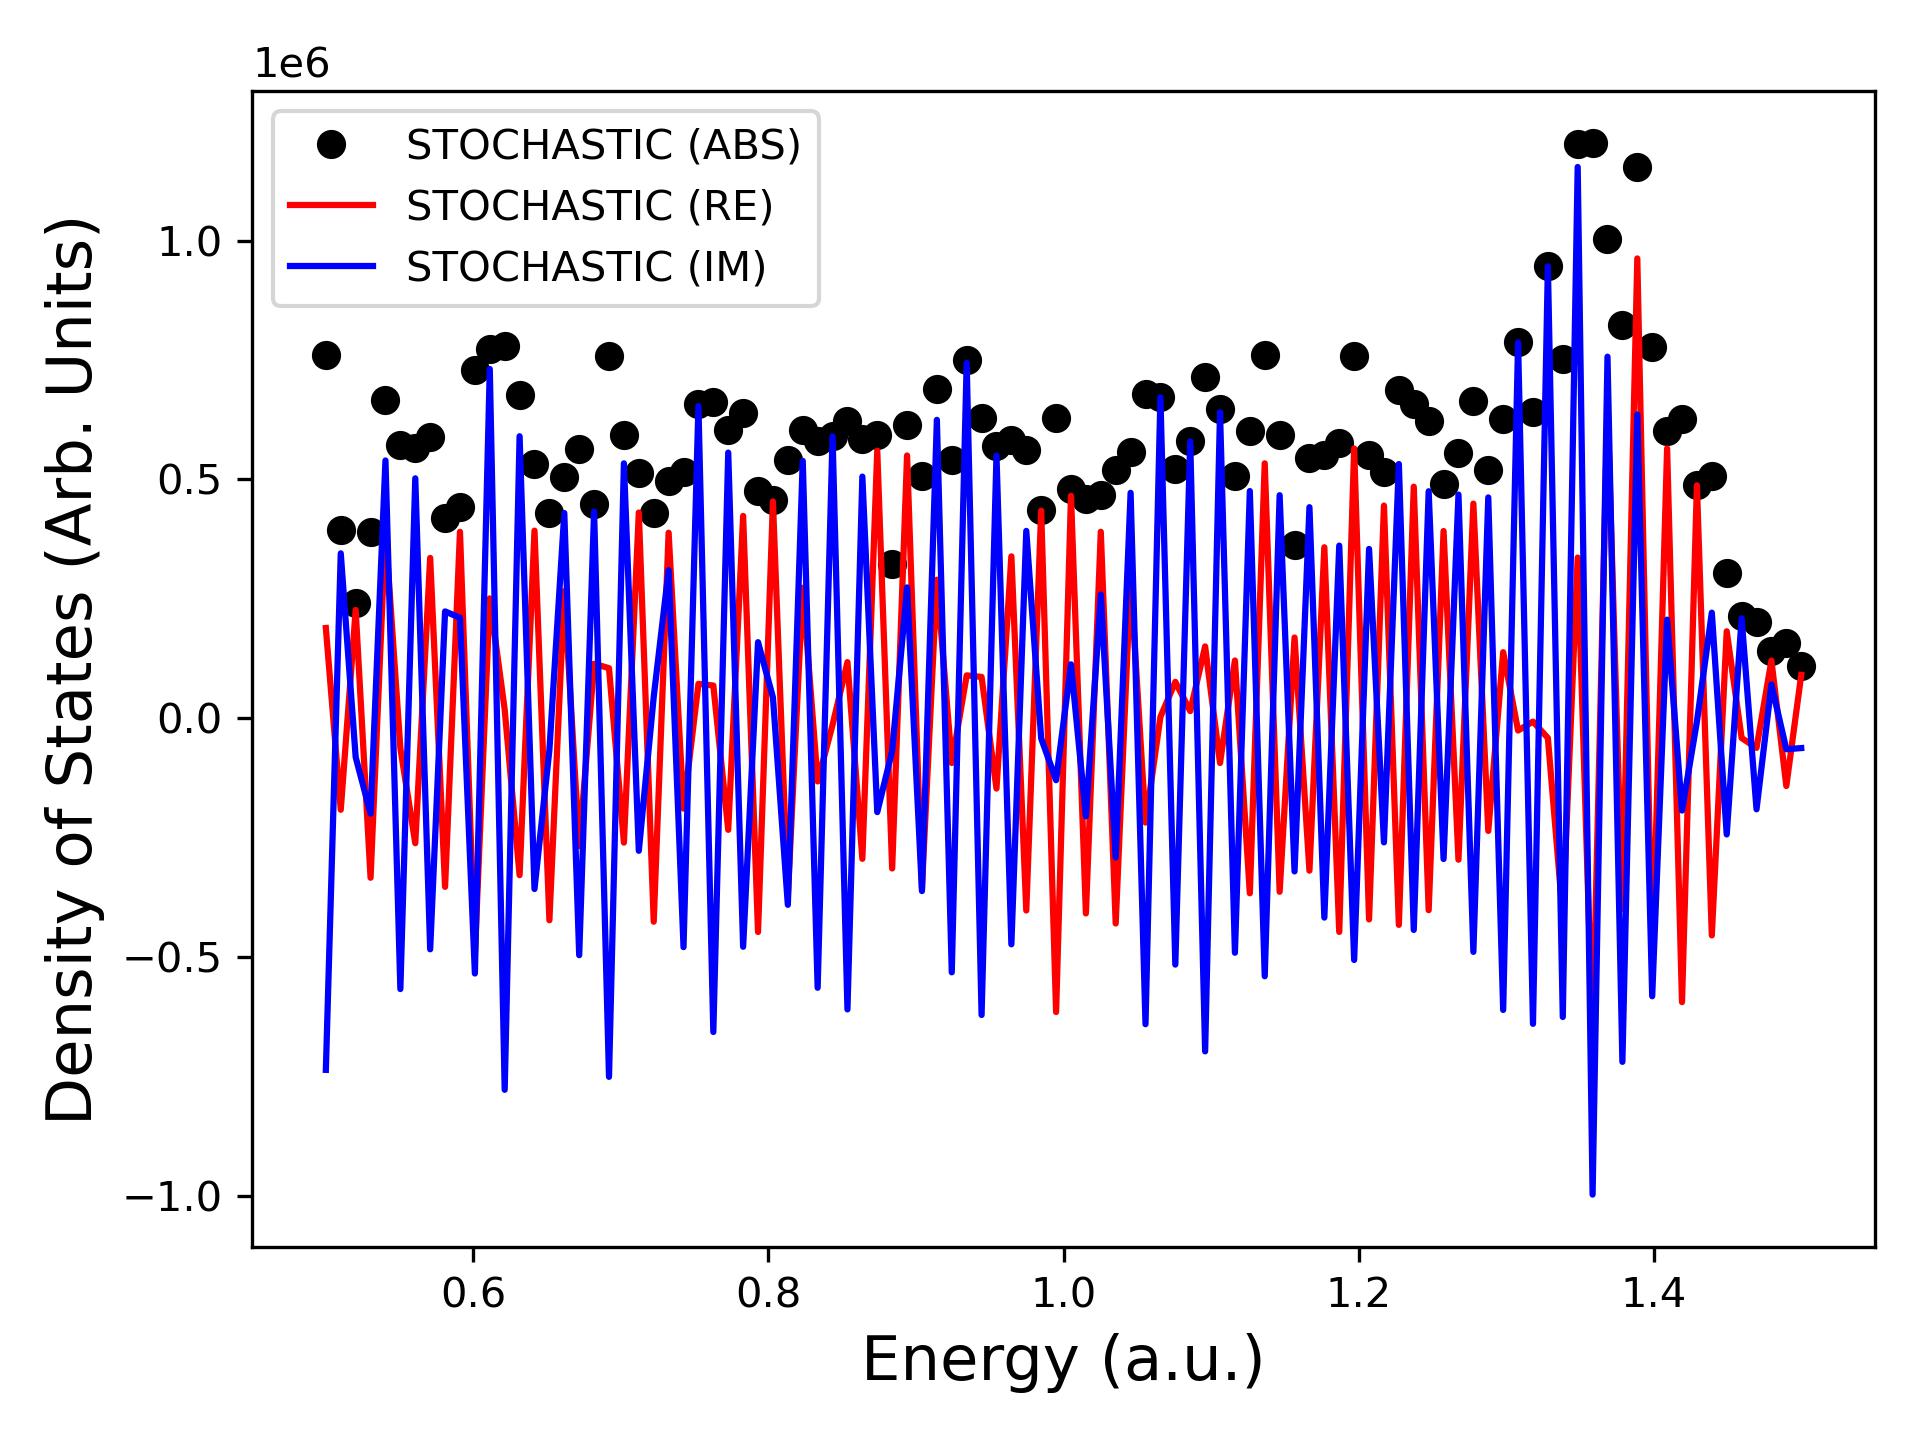 1e6
STOCHASTIC (ABS)
STOCHASTIC (RE)
STOCHASTIC (IM)
Density of States (Arb. Units)
1.0
0.5
0.0
−0.5
−1.0
0.6 0.8 1.0 1.2 1.4
Energy (a.u.)